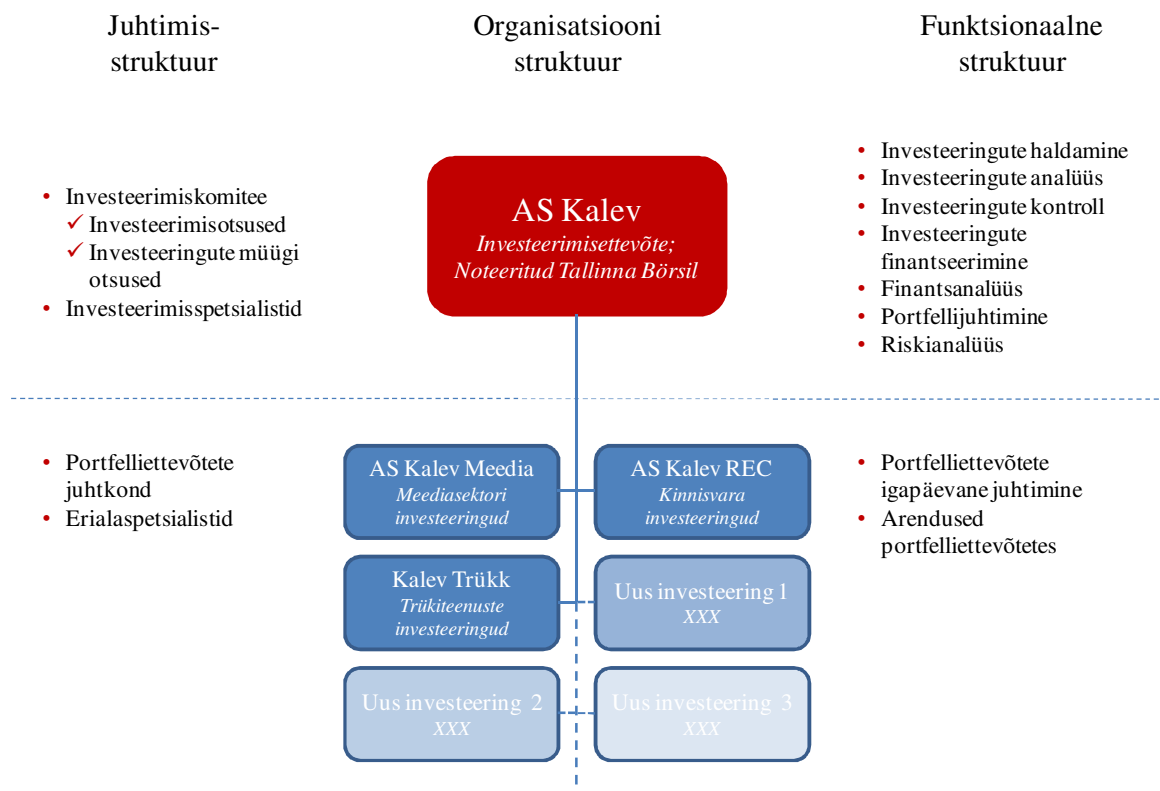 Juhtimis-
struktuur
Organisatsiooni
struktuur
Funktsionaalne
struktuur
• Investeerimiskomitee
✓ Investeerimisotsused
✓ Investeeringute müügi
otsused
• Investeerimisspetsialistid
AS Kalev
Investeerimisettevõte;
Noteeritud Tallinna Börsil
• Investeeringute haldamine
• Investeeringute analüüs
• Investeeringute kontroll
• Investeeringute
finantseerimine
• Finantsanalüüs
• Portfellijuhtimine
• Riskianalüüs
• Portfelliettevõtete
juhtkond
• Erialaspetsialistid
AS Kalev Meedia
Meediasektori
investeeringud
AS Kalev REC
Kinnisvara
investeeringud
Kalev Trükk
Trükiteenuste
investeeringud
Uus investeering 1
XXX
Uus investeering 2
XXX
Uus investeering 3
XXX
• Portfelliettevõtete
igapäevane juhtimine
• Arendused
portfelliettevõtetes